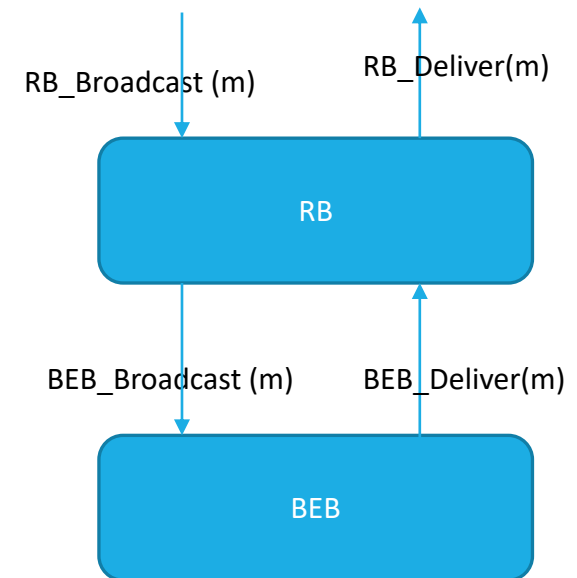 RB_Broadcast (m)
RB_Deliver(m)
RB
BEB_Broadcast (m)
BEB_Deliver(m)
BEB